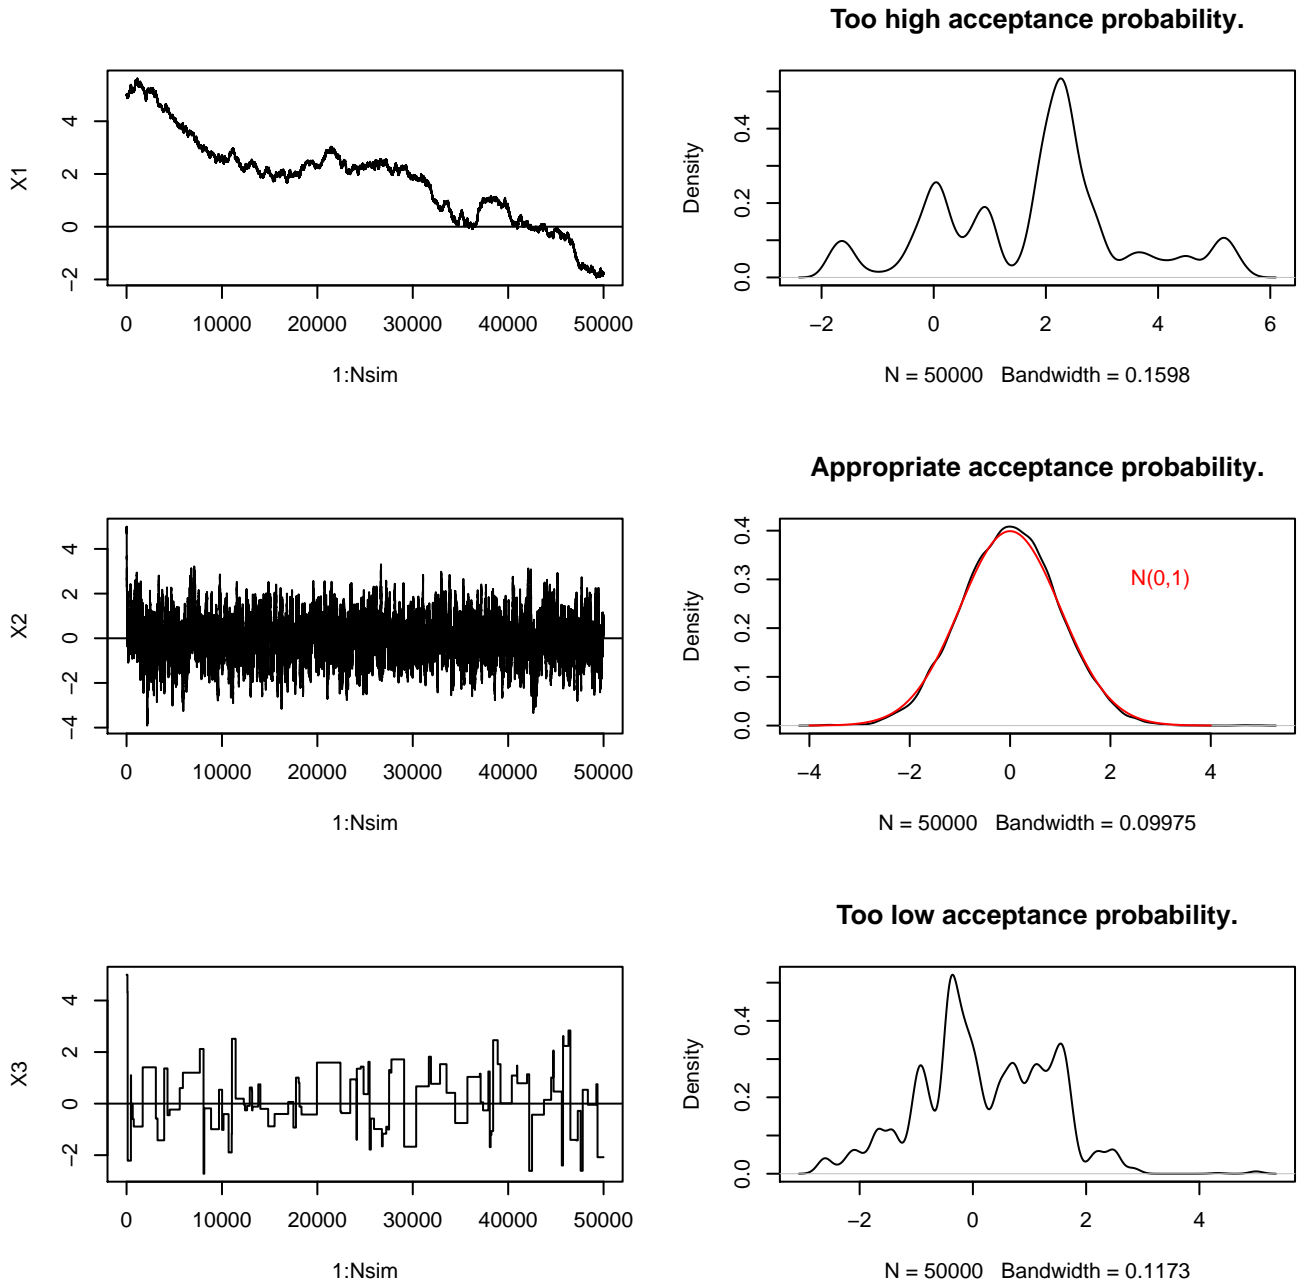 Too high acceptance probability.
X1
−2 0 2 4
0 10000 20000 30000 40000 50000
1:Nsim
Density
0.0 0.2 0.4
−2 0 2 4 6
N = 50000 Bandwidth = 0.1598
Appropriate acceptance probability.
X2
−4 −2 0 2 4
0 10000 20000 30000 40000 50000
1:Nsim
Density
0.0 0.1 0.2 0.3 0.4
N(0,1)
−4 −2 0 2 4
N = 50000 Bandwidth = 0.09975
Too low acceptance probability.
X3
−2 0 2 4
0 10000 20000 30000 40000 50000
1:Nsim
Density
0.0 0.2 0.4
−2 0 2 4
N = 50000 Bandwidth = 0.1173